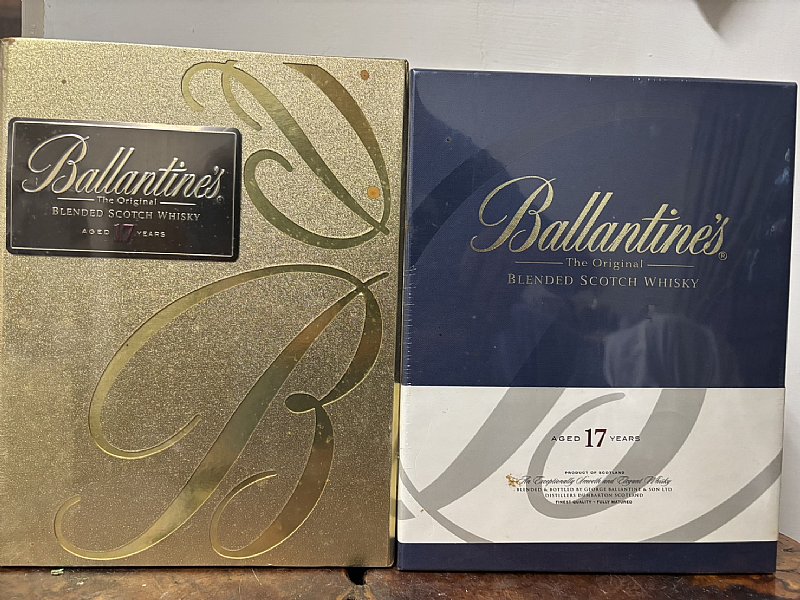 Ballantine's
The Original
BLENDED SCOTCH WHISKY
AGED 17 YEARS
B
Ballantine's®
The Original
BLENDED SCOTCH WHISKY
AGED 17 YEARS
PRODUCT OF SCOTLAND
An Exceptionally Smooth and Elegant Whisky
BLENDED & BOTTLED BY GEORGE BALLANTINE & SON LTD
DISTILLERS DUMBARTON SCOTLAND
FINEST QUALITY · FULLY MATURED